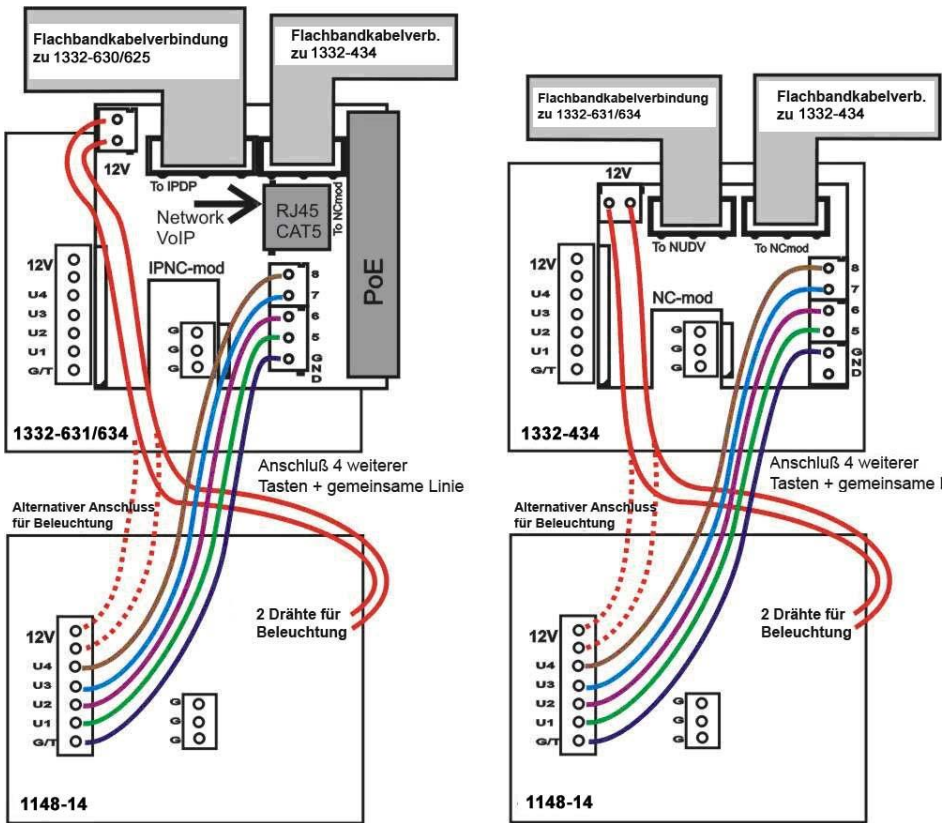 Flachbandkabelverbindung
zu 1332-630/625
Flachbandkabelverb.
zu 1332-434
12V
To IPDP
To NCmod
Network
VoIP
RJ45
CAT5
PoE
IPNC-mod
12V
U4
U3
U2
U1
G/T
G
G
G
8
7
6
5
G
N
D
1332-631/634
Anschluß 4 weiterer
Tasten + gemeinsame Linie
Alternativer Anschluss
für Beleuchtung
2 Drähte für
Beleuchtung
12V
U4
U3
U2
U1
G/T
G
G
G
1148-14
Flachbandkabelverbindung
zu 1332-631/634
Flachbandkabelverb.
zu 1332-434
12V
To NUDV
To NCmod
12V
U4
U3
U2
U1
G/T
NC-mod
G
G
G
8
7
6
5
G
N
D
1332-434
Anschluß 4 weiterer
Tasten + gemeinsame
Alternativer Anschluss
für Beleuchtung
2 Drähte für
Beleuchtung
12V
U4
U3
U2
U1
G/T
G
G
G
1148-14